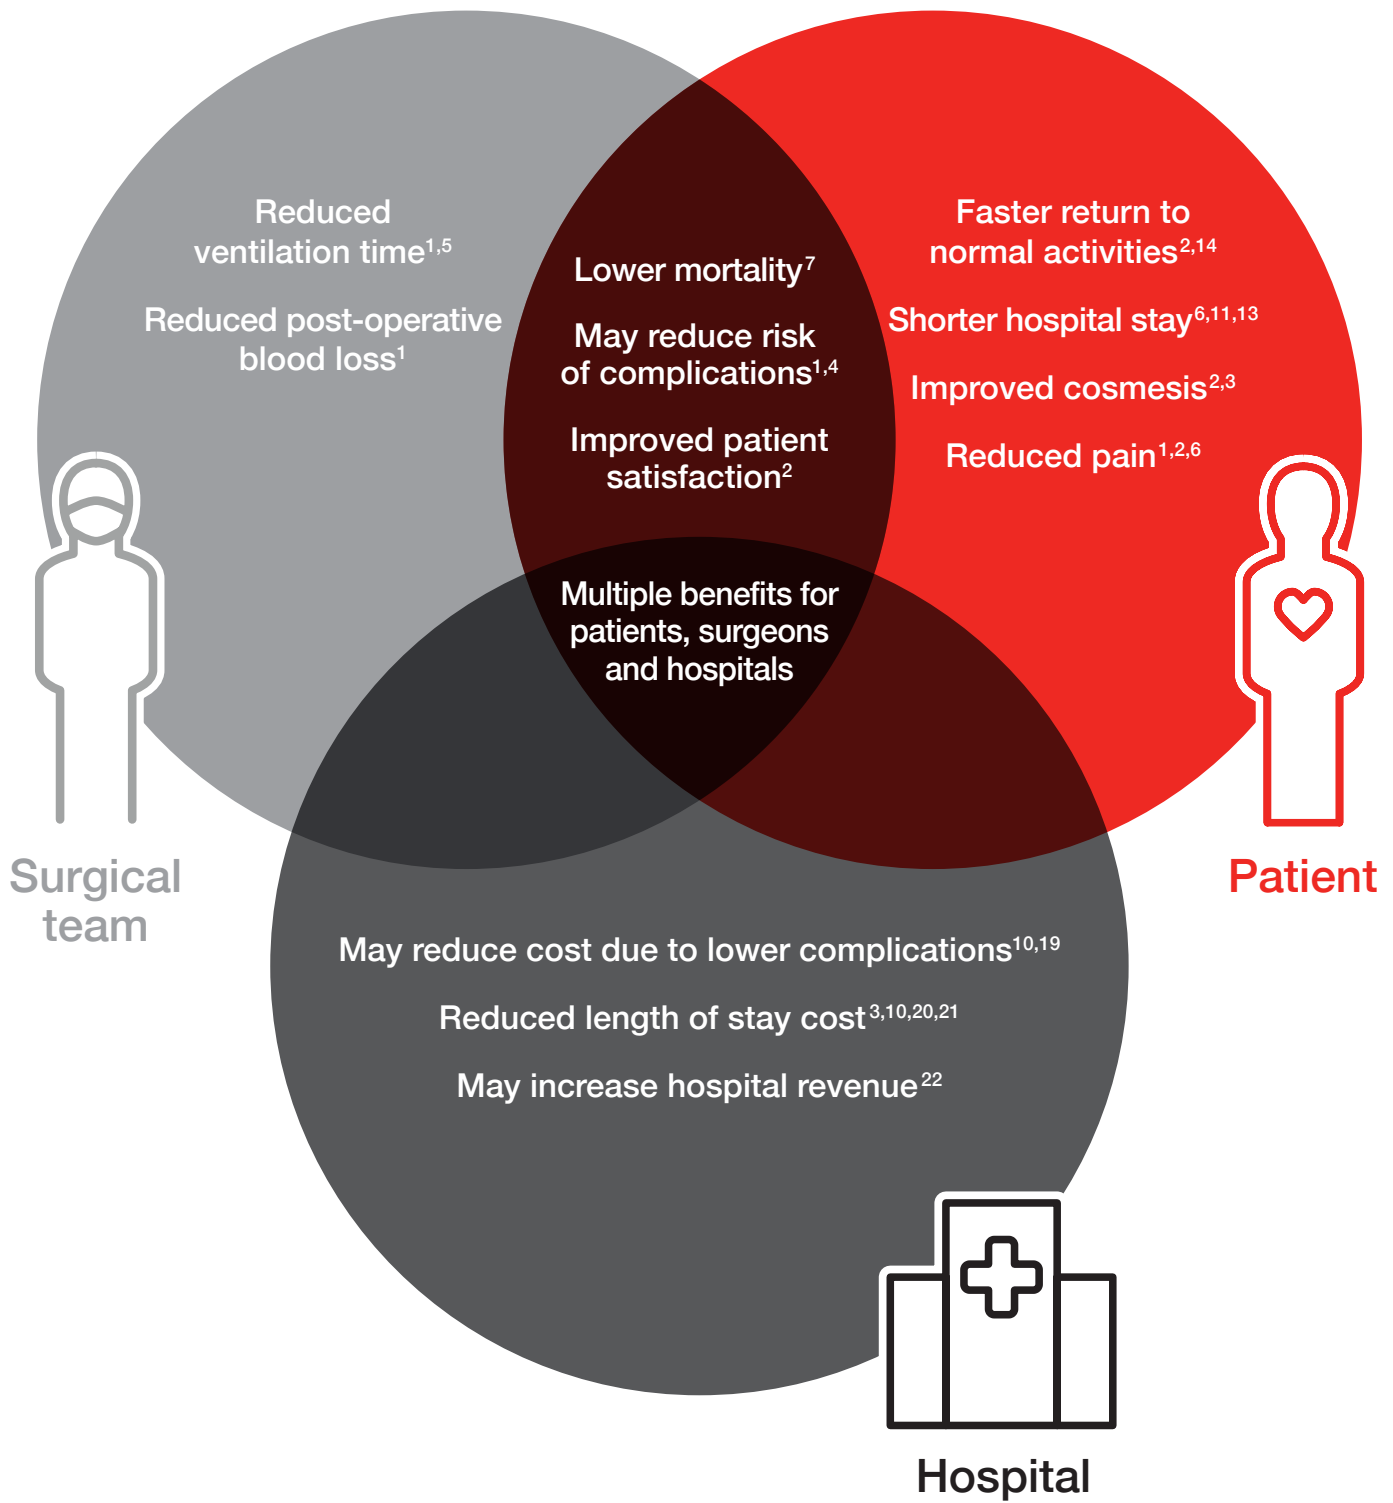 Reduced
ventilation time1,5
Reduced post-operative
blood loss1
Lower mortality7
May reduce risk
of complications1,4
Improved patient
satisfaction2
Faster return to
normal activities2,14
Shorter hospital stay6,11,13
Improved cosmesis2,3
Reduced pain1,2,6
Multiple benefits for
patients, surgeons
and hospitals
Surgical
team
Patient
May reduce cost due to lower complications10,19
Reduced length of stay cost3,10,20,21
May increase hospital revenue22
Hospital